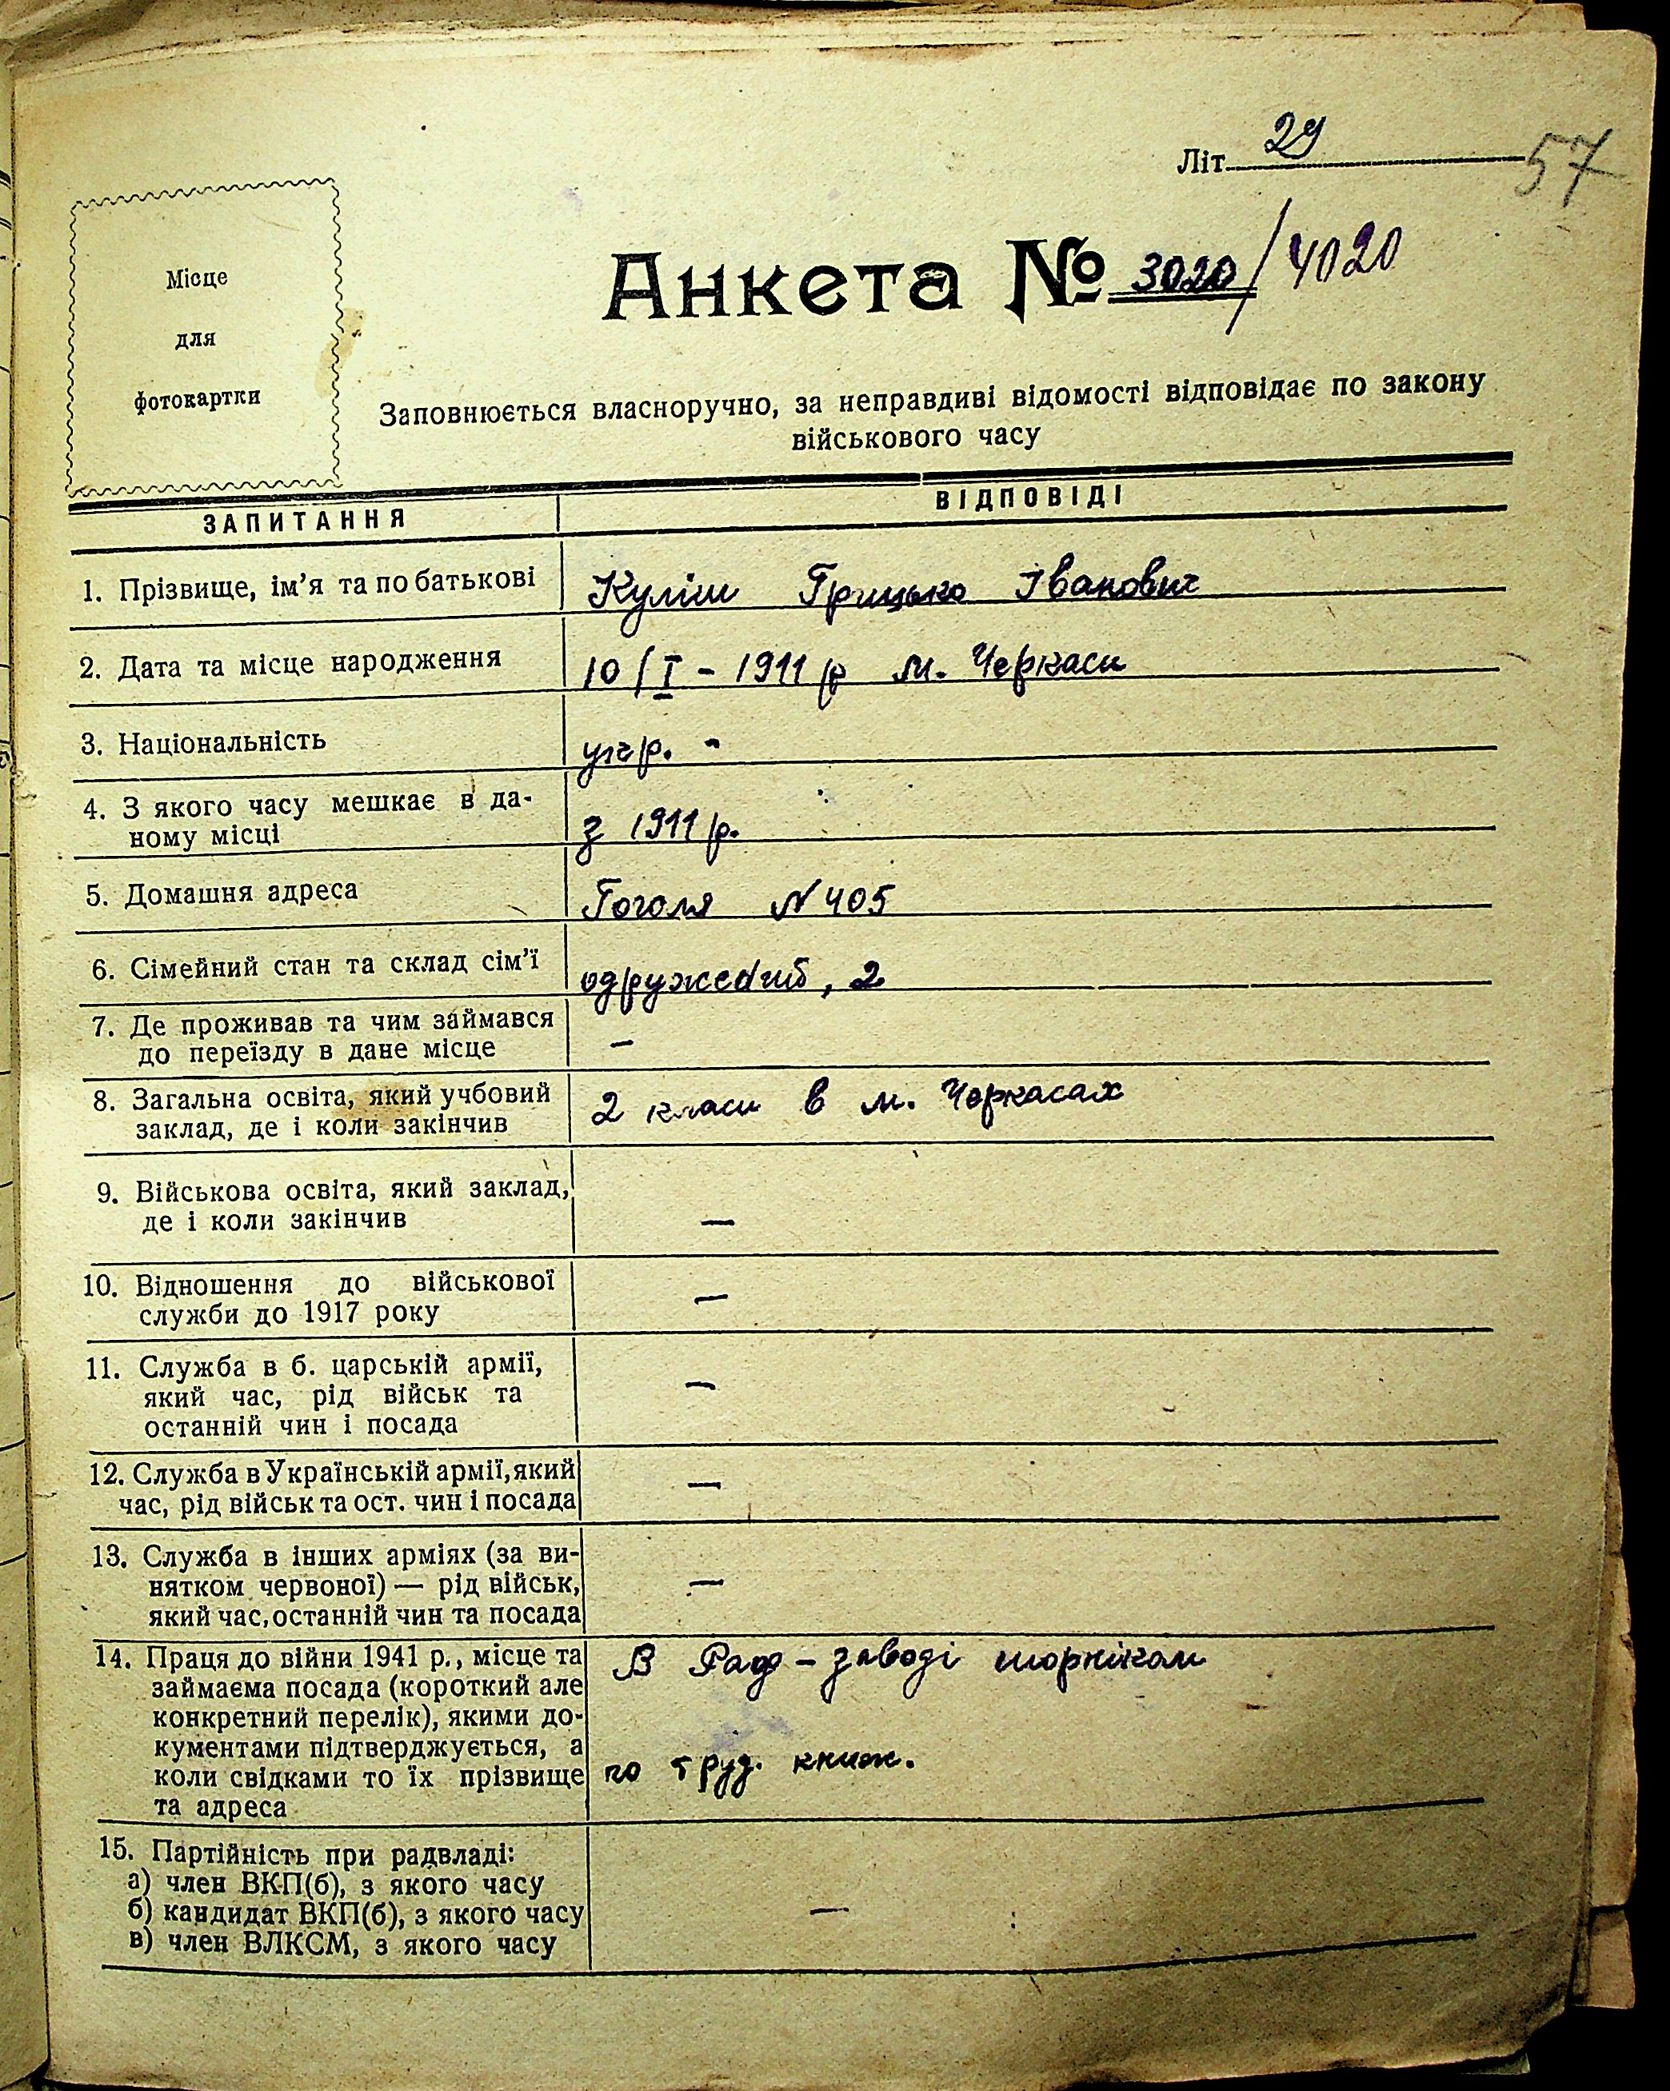 Літ. 29
57
Анкета № 3020/4020
Місце
для
фотокартки
Заповнюється власноручно, за неправдиві відомості відповідає по закону
військового часу
ЗАПИТАННЯ
ВІДПОВІДІ
1. Прізвище, ім'я та по батькові
Куліш Грицько Іванович
2. Дата та місце народження
10/I - 1911 р м. Черкаси
3. Національність
укр. -
4. З якого часу мешкає в да-
ному місці
з 1911 р.
5. Домашня адреса
Гоголя N 405
6. Сімейний стан та склад сім'ї
, 2
7. Де проживав та чим займався
до переїзду в дане місце
—
8. Загальна освіта, який учбовий
заклад, де і коли закінчив
2 класи в м. Черкасах
9. Військова освіта, який заклад,
де і коли закінчив
—
10. Відношення до військової
служби до 1917 року
—
11. Служба в б. царській армії,
який час, рід військ та
останній чин і посада
—
12. Служба в Українській армії, який
час, рід військ та ост. чин і посада
—
13. Служба в інших арміях (за ви-
нятком червоної) — рід військ,
який час, останній чин та посада
—
14. Праця до війни 1941 р., місце та
займаєма посада (короткий але
конкретний перелік), якими до-
кументами підтверджується, а
коли свідками то їх прізвище
та адреса
В Раф - заводі шорніком
по труд. книж.
15. Партійність при радвладі:
а) член ВКП(б), з якого часу
б) кандидат ВКП(б), з якого часу
в) член ВЛКСМ, з якого часу
—